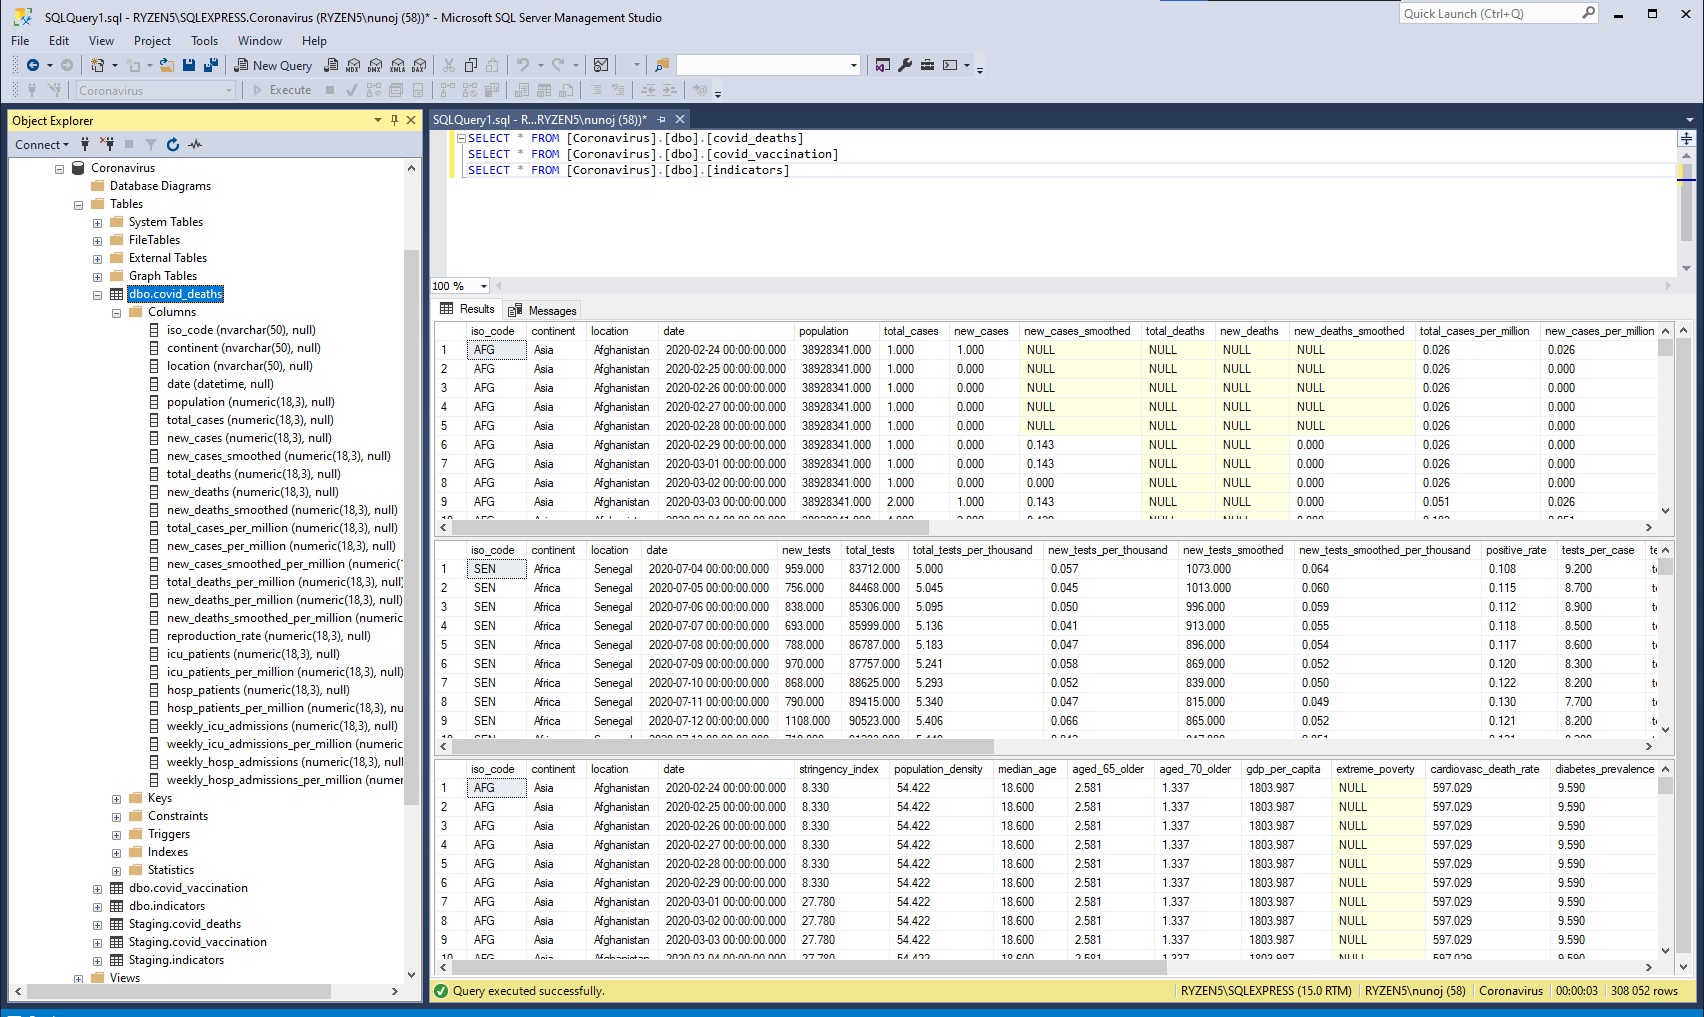 SQLQuery1.sql - RYZEN5\SQLEXPRESS.Coronavirus (RYZEN5\nunoj (58))* - Microsoft SQL Server Management Studio
Quick Launch (Ctrl+Q)
File Edit View Project Tools Window Help
New Query MDX DMX XMLA DAX
Coronavirus Execute
Object Explorer
Connect
Coronavirus
Database Diagrams
Tables
System Tables
FileTables
External Tables
Graph Tables
dbo.covid_deaths
Columns
iso_code (nvarchar(50), null)
continent (nvarchar(50), null)
location (nvarchar(50), null)
date (datetime, null)
population (numeric(18,3), null)
total_cases (numeric(18,3), null)
new_cases (numeric(18,3), null)
new_cases_smoothed (numeric(18,3), null)
total_deaths (numeric(18,3), null)
new_deaths (numeric(18,3), null)
new_deaths_smoothed (numeric(18,3), null)
total_cases_per_million (numeric(18,3), null)
new_cases_per_million (numeric(18,3), null)
new_cases_smoothed_per_million (numeric(
total_deaths_per_million (numeric(18,3), null)
new_deaths_per_million (numeric(18,3), null)
new_deaths_smoothed_per_million (numeric
reproduction_rate (numeric(18,3), null)
icu_patients (numeric(18,3), null)
icu_patients_per_million (numeric(18,3), null)
hosp_patients (numeric(18,3), null)
hosp_patients_per_million (numeric(18,3), null)
weekly_icu_admissions (numeric(18,3), null)
weekly_icu_admissions_per_million (numeric
weekly_hosp_admissions (numeric(18,3), null
weekly_hosp_admissions_per_million (numer
Keys
Constraints
Triggers
Indexes
Statistics
dbo.covid_vaccination
dbo.indicators
Staging.covid_deaths
Staging.covid_vaccination
Staging.indicators
Views
SQLQuery1.sql - R...RYZEN5\nunoj (58))*
SELECT * FROM [Coronavirus].[dbo].[covid_deaths]
SELECT * FROM [Coronavirus].[dbo].[covid_vaccination]
SELECT * FROM [Coronavirus].[dbo].[indicators]
100 %
Results Messages
iso_code continent location date population total_cases new_cases new_cases_smoothed total_deaths new_deaths new_deaths_smoothed total_cases_per_million new_cases_per_million
1 AFG Asia Afghanistan 2020-02-24 00:00:00.000 38928341.000 1.000 1.000 NULL NULL NULL NULL 0.026 0.026
2 AFG Asia Afghanistan 2020-02-25 00:00:00.000 38928341.000 1.000 0.000 NULL NULL NULL NULL 0.026 0.000
3 AFG Asia Afghanistan 2020-02-26 00:00:00.000 38928341.000 1.000 0.000 NULL NULL NULL NULL 0.026 0.000
4 AFG Asia Afghanistan 2020-02-27 00:00:00.000 38928341.000 1.000 0.000 NULL NULL NULL NULL 0.026 0.000
5 AFG Asia Afghanistan 2020-02-28 00:00:00.000 38928341.000 1.000 0.000 NULL NULL NULL NULL 0.026 0.000
6 AFG Asia Afghanistan 2020-02-29 00:00:00.000 38928341.000 1.000 0.000 0.143 NULL NULL 0.000 0.026 0.000
7 AFG Asia Afghanistan 2020-03-01 00:00:00.000 38928341.000 1.000 0.000 0.143 NULL NULL 0.000 0.026 0.000
8 AFG Asia Afghanistan 2020-03-02 00:00:00.000 38928341.000 1.000 0.000 0.000 NULL NULL 0.000 0.026 0.000
9 AFG Asia Afghanistan 2020-03-03 00:00:00.000 38928341.000 2.000 1.000 0.143 NULL NULL 0.000 0.051 0.026
iso_code continent location date new_tests total_tests total_tests_per_thousand new_tests_per_thousand new_tests_smoothed new_tests_smoothed_per_thousand positive_rate tests_per_case te
1 SEN Africa Senegal 2020-07-04 00:00:00.000 959.000 83712.000 5.000 0.057 1073.000 0.064 0.108 9.200
2 SEN Africa Senegal 2020-07-05 00:00:00.000 756.000 84468.000 5.045 0.045 1013.000 0.060 0.115 8.700
3 SEN Africa Senegal 2020-07-06 00:00:00.000 838.000 85306.000 5.095 0.050 996.000 0.059 0.112 8.900
4 SEN Africa Senegal 2020-07-07 00:00:00.000 693.000 85999.000 5.136 0.041 913.000 0.055 0.118 8.500
5 SEN Africa Senegal 2020-07-08 00:00:00.000 788.000 86787.000 5.183 0.047 896.000 0.054 0.117 8.600
6 SEN Africa Senegal 2020-07-09 00:00:00.000 970.000 87757.000 5.241 0.058 869.000 0.052 0.120 8.300
7 SEN Africa Senegal 2020-07-10 00:00:00.000 868.000 88625.000 5.293 0.052 839.000 0.050 0.122 8.200
8 SEN Africa Senegal 2020-07-11 00:00:00.000 790.000 89415.000 5.340 0.047 815.000 0.049 0.130 7.700
9 SEN Africa Senegal 2020-07-12 00:00:00.000 1108.000 90523.000 5.406 0.066 865.000 0.052 0.121 8.200
iso_code continent location date stringency_index population_density median_age aged_65_older aged_70_older gdp_per_capita extreme_poverty cardiovasc_death_rate diabetes_prevalence
1 AFG Asia Afghanistan 2020-02-24 00:00:00.000 8.330 54.422 18.600 2.581 1.337 1803.987 NULL 597.029 9.590
2 AFG Asia Afghanistan 2020-02-25 00:00:00.000 8.330 54.422 18.600 2.581 1.337 1803.987 NULL 597.029 9.590
3 AFG Asia Afghanistan 2020-02-26 00:00:00.000 8.330 54.422 18.600 2.581 1.337 1803.987 NULL 597.029 9.590
4 AFG Asia Afghanistan 2020-02-27 00:00:00.000 8.330 54.422 18.600 2.581 1.337 1803.987 NULL 597.029 9.590
5 AFG Asia Afghanistan 2020-02-28 00:00:00.000 8.330 54.422 18.600 2.581 1.337 1803.987 NULL 597.029 9.590
6 AFG Asia Afghanistan 2020-02-29 00:00:00.000 8.330 54.422 18.600 2.581 1.337 1803.987 NULL 597.029 9.590
7 AFG Asia Afghanistan 2020-03-01 00:00:00.000 27.780 54.422 18.600 2.581 1.337 1803.987 NULL 597.029 9.590
8 AFG Asia Afghanistan 2020-03-02 00:00:00.000 27.780 54.422 18.600 2.581 1.337 1803.987 NULL 597.029 9.590
9 AFG Asia Afghanistan 2020-03-03 00:00:00.000 27.780 54.422 18.600 2.581 1.337 1803.987 NULL 597.029 9.590
Query executed successfully. RYZEN5\SQLEXPRESS (15.0 RTM) RYZEN5\nunoj (58) Coronavirus 00:00:03 308 052 rows